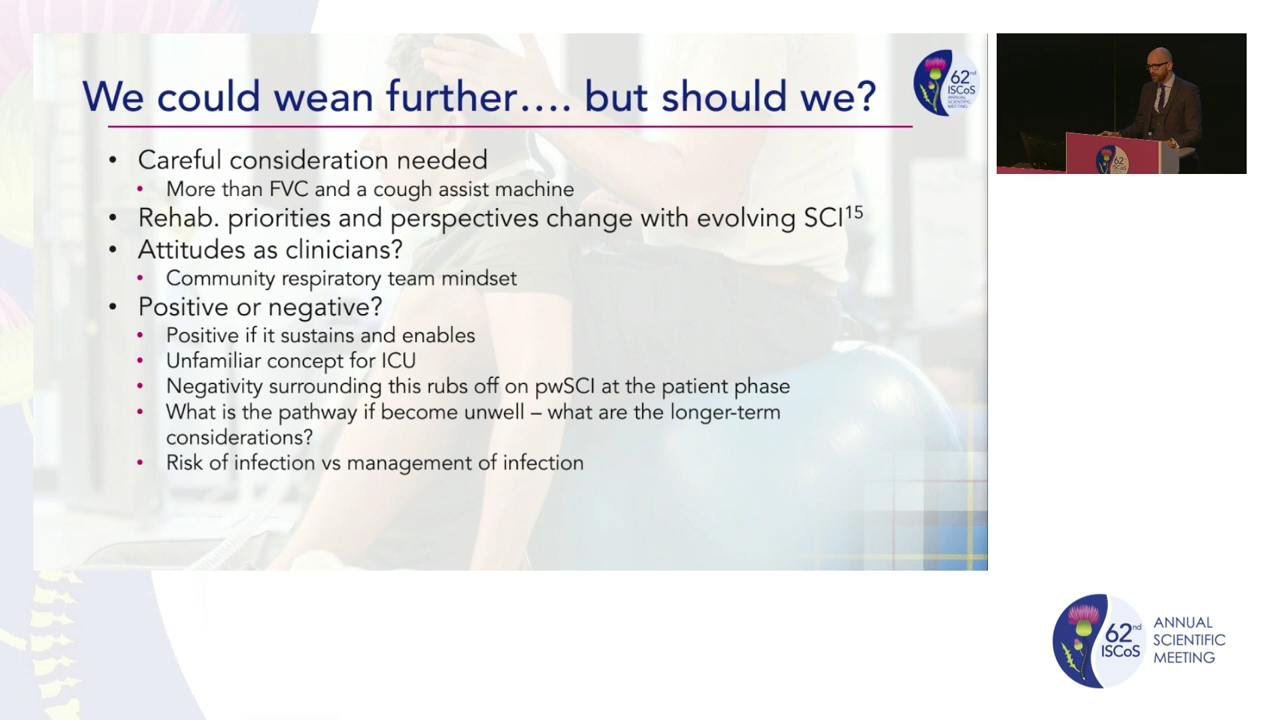 We could wean further…. but should we?
62nd
ISCoS
ANNUAL
SCIENTIFIC
MEETING
• Careful consideration needed
• More than FVC and a cough assist machine
• Rehab. priorities and perspectives change with evolving SCI15
• Attitudes as clinicians?
• Community respiratory team mindset
• Positive or negative?
• Positive if it sustains and enables
• Unfamiliar concept for ICU
• Negativity surrounding this rubs off on pwSCI at the patient phase
• What is the pathway if become unwell – what are the longer-term
considerations?
• Risk of infection vs management of infection
62
62nd
ISCoS
ANNUAL
SCIENTIFIC
MEETING